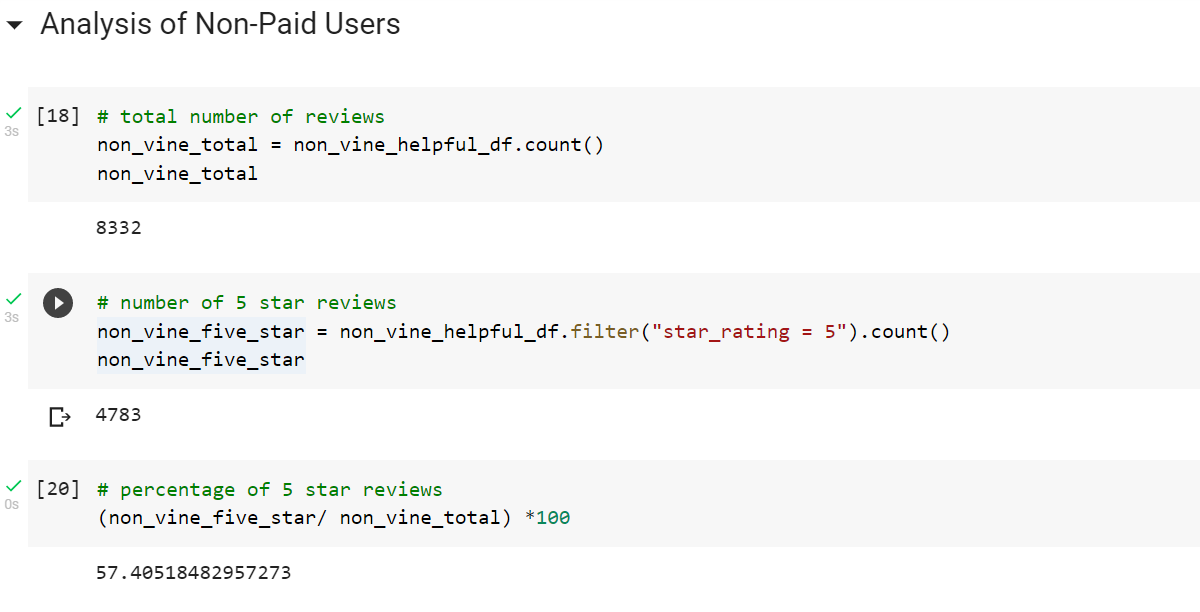 Analysis of Non-Paid Users
[18] # total number of reviews
3s
non_vine_total = non_vine_helpful_df.count()
non_vine_total
8332
# number of 5 star reviews
3s
non_vine_five_star = non_vine_helpful_df.filter("star_rating = 5").count()
non_vine_five_star
4783
[20] # percentage of 5 star reviews
0s
(non_vine_five_star/ non_vine_total) *100
57.40518482957273